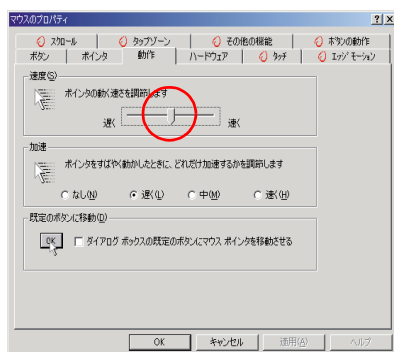 マウスのプロパティ
スクロール タップゾーン その他の機能 ボタンの動作
ボタン ポインタ 動作 ハードウェア タッチ エッジ モーション
速度(S)
ポインタの動く速さを調節します
遅く 速く
加速
ポインタをすばやく動かしたときに、どれだけ加速するかを調節します
なし(N) 遅く(L) 中(M) 速く(H)
既定のボタンに移動(D)
OK ダイアログ ボックスの既定のボタンにマウス ポインタを移動させる
OK キャンセル 適用(A) ヘルプ